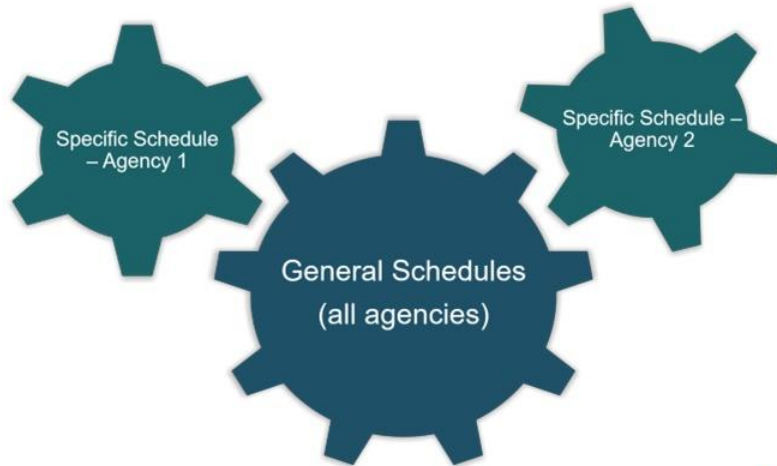 Specific Schedule
– Agency 1
Specific Schedule –
Agency 2
General Schedules
(all agencies)